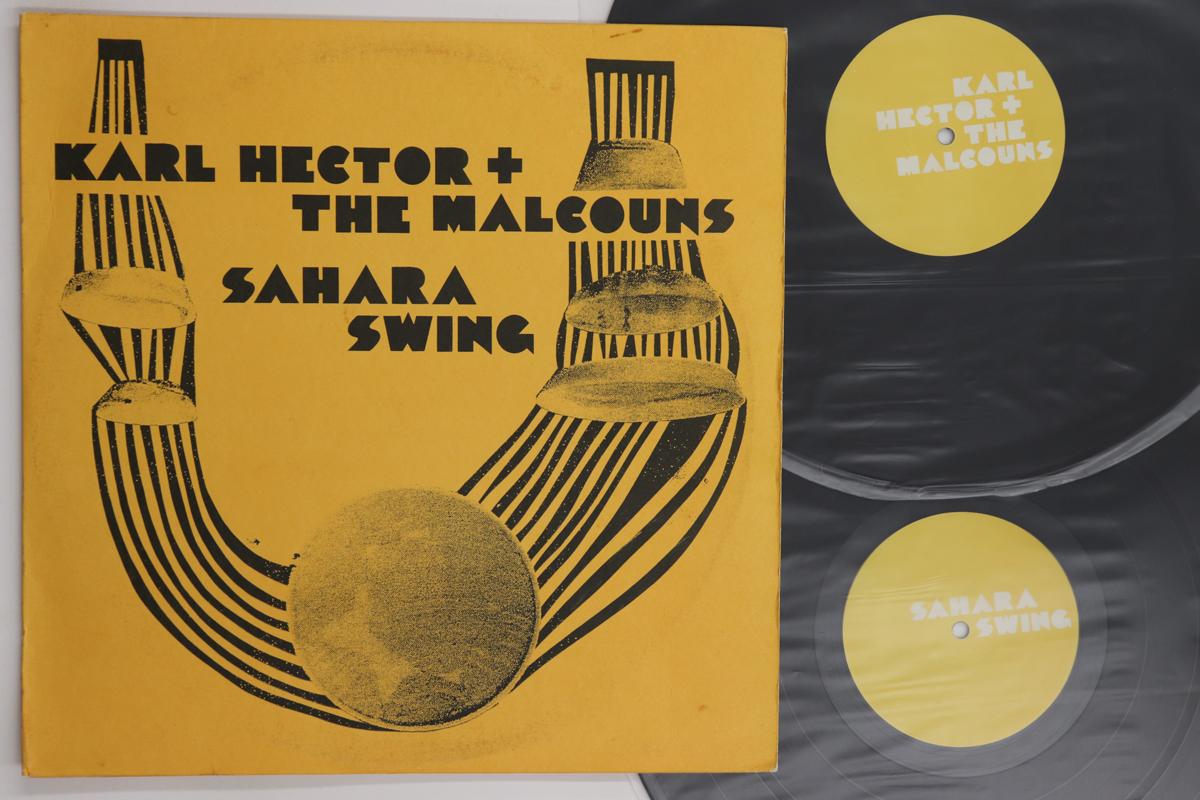 KARL HECTOR +
THE MALCOUNS
SAHARA
SWING
KARL
HECTOR +
THE
MALCOUNS
SAHARA
SWING